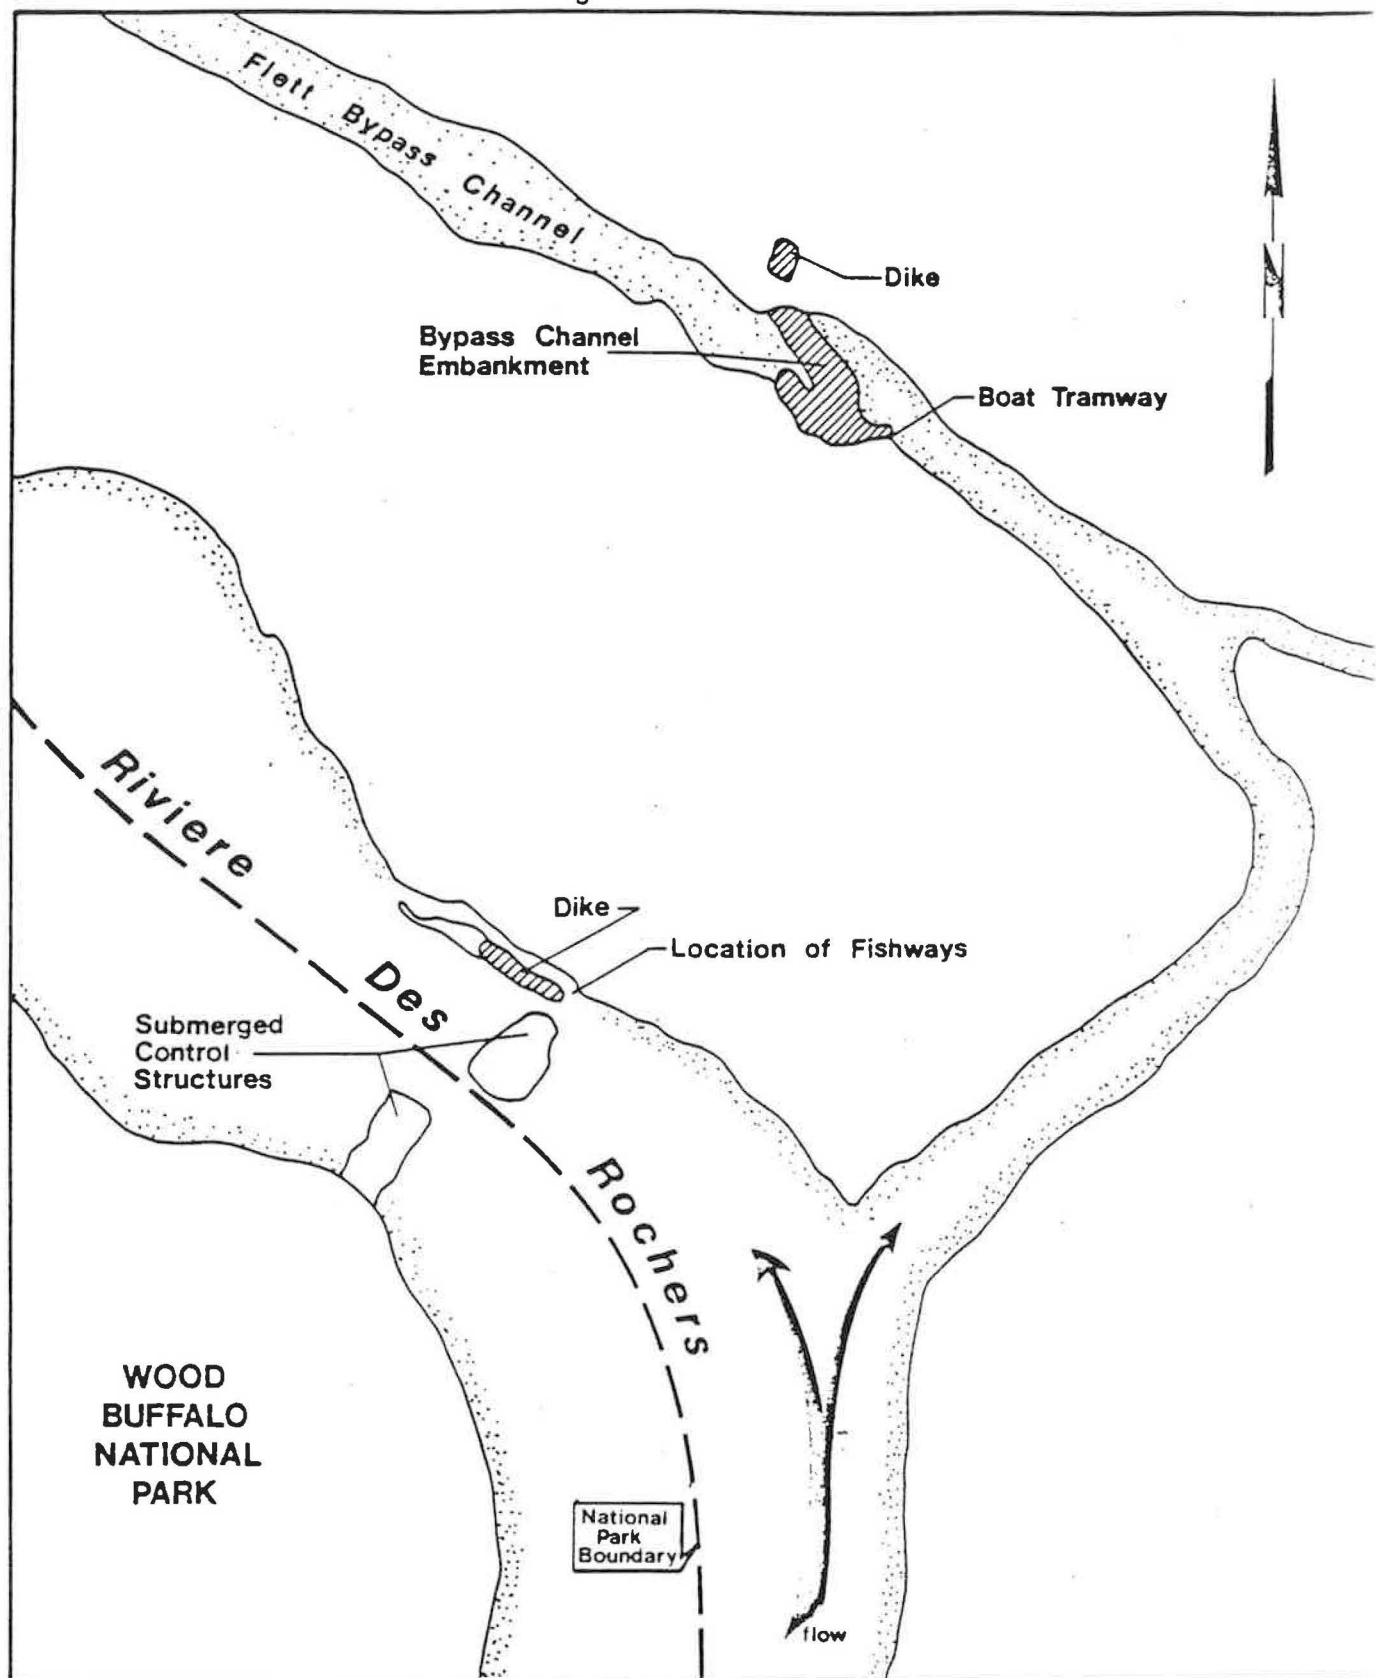 Flett Bypass Channel
Dike
Bypass Channel
Embankment
Boat Tramway
N
Riviere Des Rochers
Dike
Location of Fishways
Submerged
Control
Structures
WOOD
BUFFALO
NATIONAL
PARK
National
Park
Boundary
flow